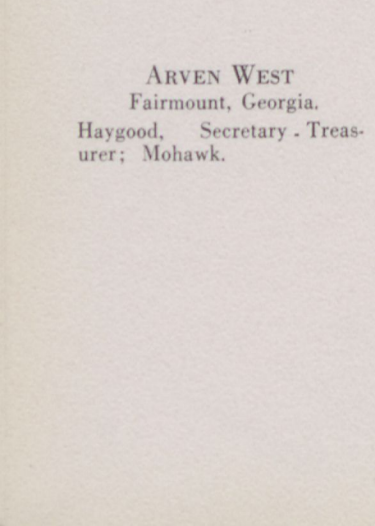 ARVEN WEST
Fairmount, Georgia.
Haygood, Secretary - Treas-
urer; Mohawk.